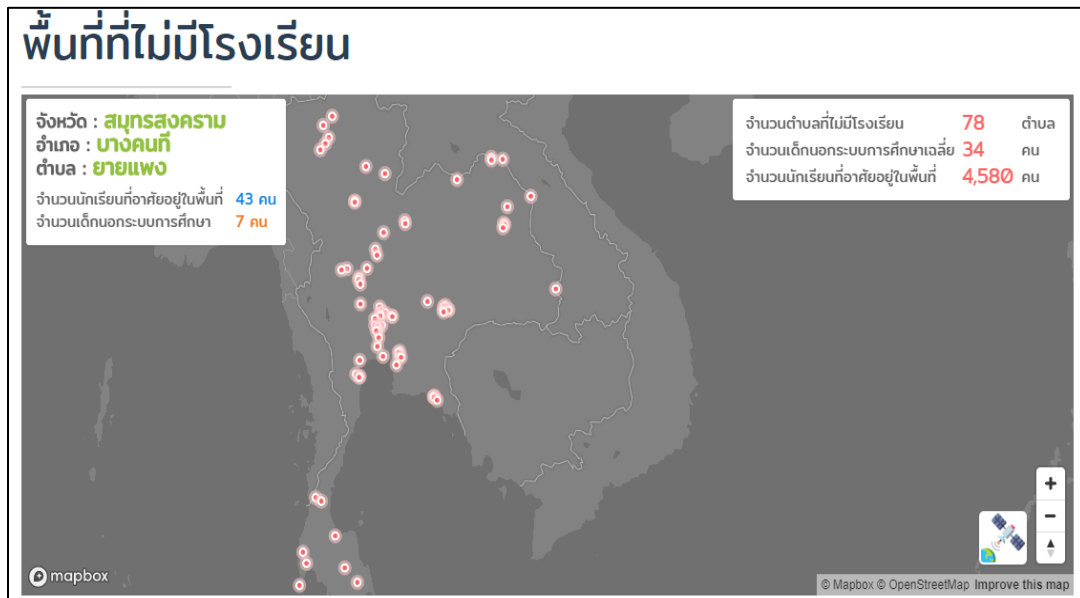 พื้นที่ที่ไม่มีโรงเรียน
จังหวัด : สมุทรสงคราม
อำเภอ : บางคนที
ตำบล : ยายแพง
จำนวนนักเรียนที่อาศัยอยู่ในพื้นที่ 43 คน
จำนวนเด็กนอกระบบการศึกษา 7 คน
จำนวนตำบลที่ไม่มีโรงเรียน 78 ตำบล
จำนวนเด็กนอกระบบการศึกษาเฉลี่ย 34 คน
จำนวนนักเรียนที่อาศัยอยู่ในพื้นที่ 4,580 คน
mapbox
© Mapbox © OpenStreetMap Improve this map